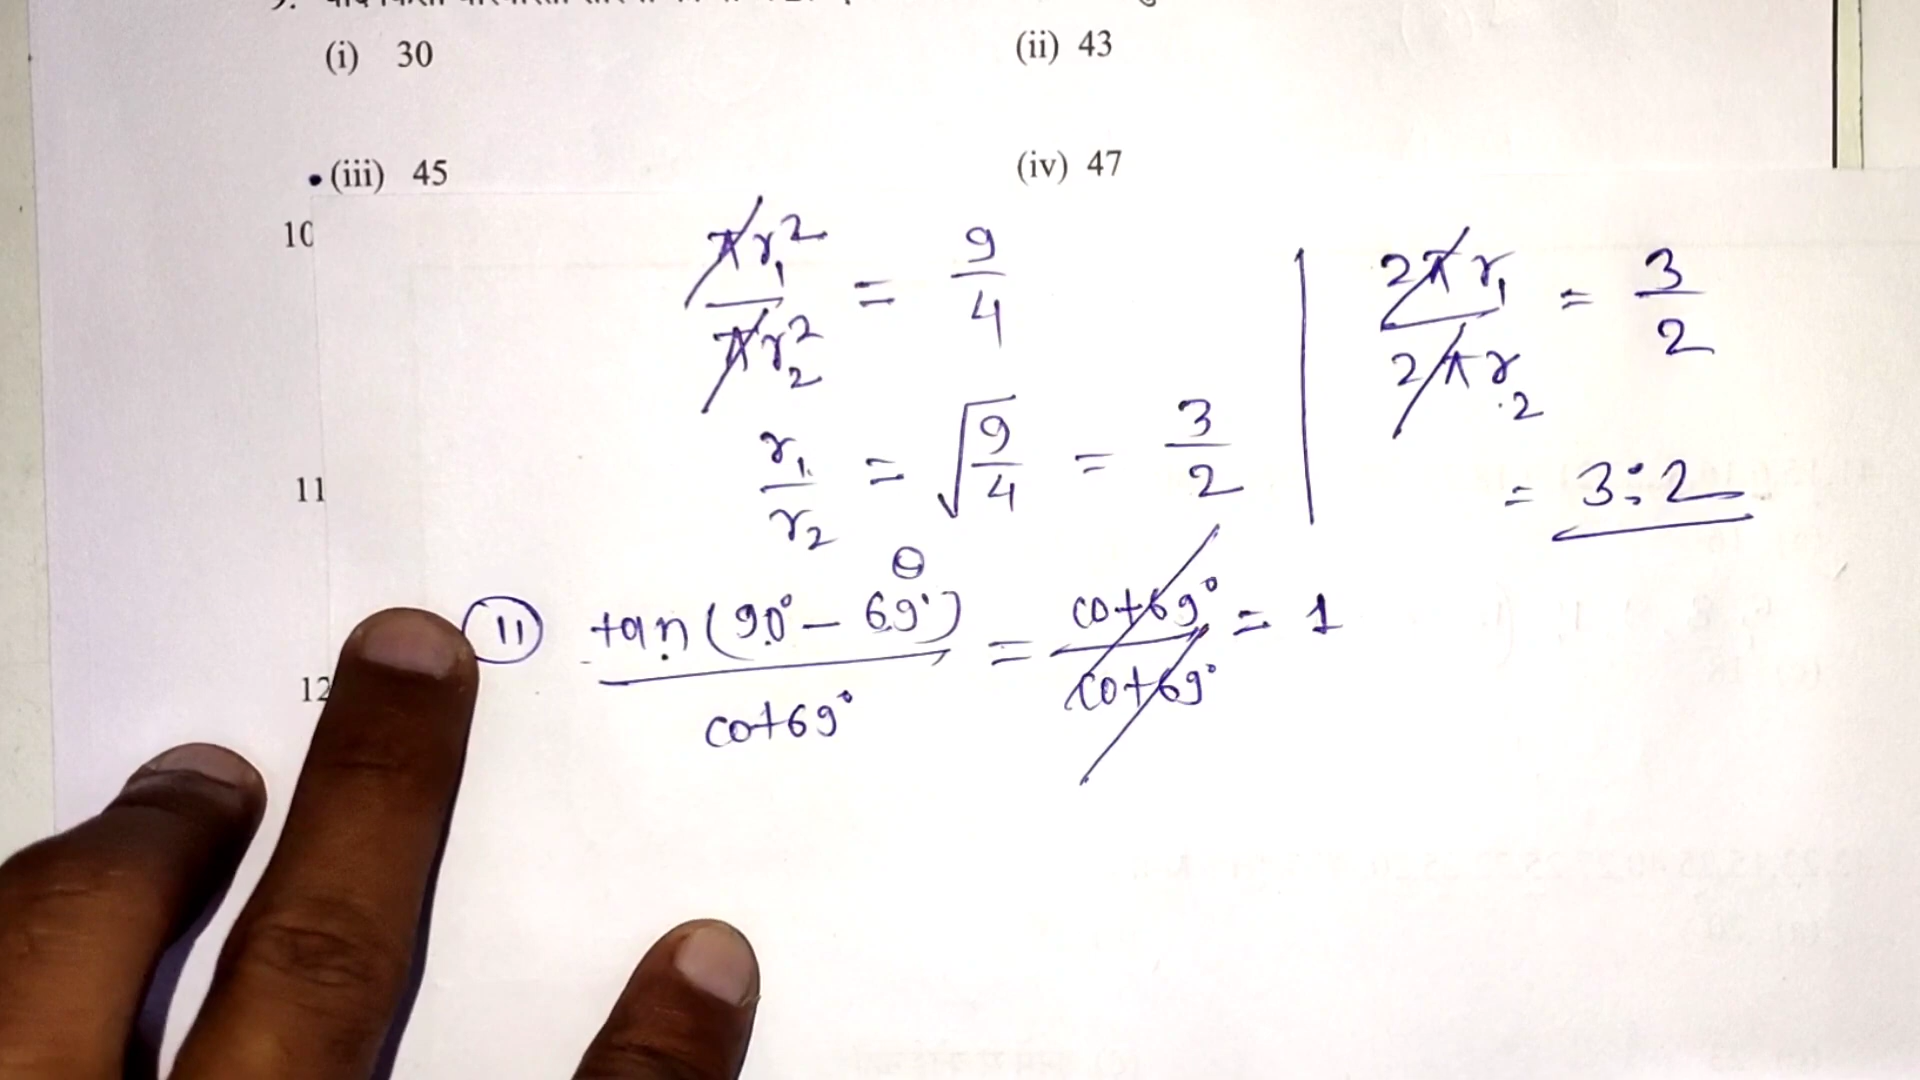 (i) 30 (ii) 43
(iii) 45 (iv) 47
10
πr₁² / πr₂² = 9/4
r₁/r₂ = √(9/4) = 3/2
2πr₁ / 2πr₂ = 3/2
= 3:2
11
θ
(11) tan(90° - 69°) / cot69° = cot69° / cot69° = 1
12